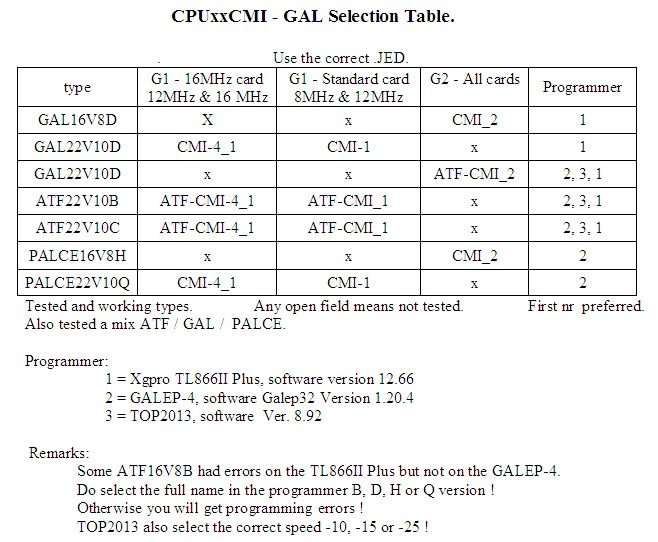 CPUxxCMI - GAL Selection Table.
. Use the correct .JED.
type G1 - 16MHz card 12MHz & 16 MHz G1 - Standard card 8MHz & 12MHz G2 - All cards Programmer
GAL16V8D X x CMI_2 1
GAL22V10D CMI-4_1 CMI-1 x 1
GAL22V10D x x ATF-CMI_2 2, 3, 1
ATF22V10B ATF-CMI-4_1 ATF-CMI_1 x 2, 3, 1
ATF22V10C ATF-CMI-4_1 ATF-CMI_1 x 2, 3, 1
PALCE16V8H x x CMI_2 2
PALCE22V10Q CMI-4_1 CMI-1 x 2
Tested and working types. Any open field means not tested. First nr preferred.
Also tested a mix ATF / GAL / PALCE.
Programmer:
1 = Xgpro TL866II Plus, software version 12.66
2 = GALEP-4, software Galep32 Version 1.20.4
3 = TOP2013, software Ver. 8.92
Remarks:
Some ATF16V8B had errors on the TL866II Plus but not on the GALEP-4.
Do select the full name in the programmer B, D, H or Q version !
Otherwise you will get programming errors !
TOP2013 also select the correct speed -10, -15 or -25 !